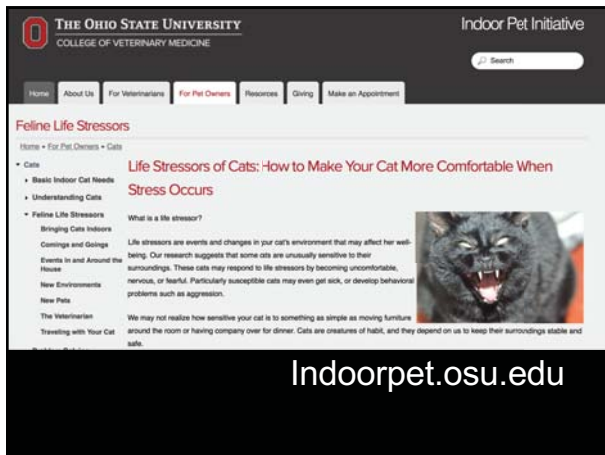 THE OHIO STATE UNIVERSITY
COLLEGE OF VETERINARY MEDICINE
Indoor Pet Initiative
Search
Home About Us For Veterinarians For Pet Owners Resources Giving Make an Appointment
Feline Life Stressors
Home • For Pet Owners • Cats
Cats
Basic Indoor Cat Needs
Understanding Cats
Feline Life Stressors
Bringing Cats Indoors
Comings and Goings
Events in and Around the
House
New Environments
New Pets
The Veterinarian
Traveling with Your Cat
Life Stressors of Cats: How to Make Your Cat More Comfortable When
Stress Occurs
What is a life stressor?
Life stressors are events and changes in your cat's environment that may affect her well-
being. Our research suggests that some cats are unusually sensitive to their
surroundings. These cats may respond to life stressors by becoming uncomfortable,
nervous, or fearful. Particularly susceptible cats may even get sick, or develop behavioral
problems such as aggression.
We may not realize how sensitive your cat is to something as simple as moving furniture
around the room or having company over for dinner. Cats are creatures of habit, and they depend on us to keep their surroundings stable and
safe.
Indoorpet.osu.edu